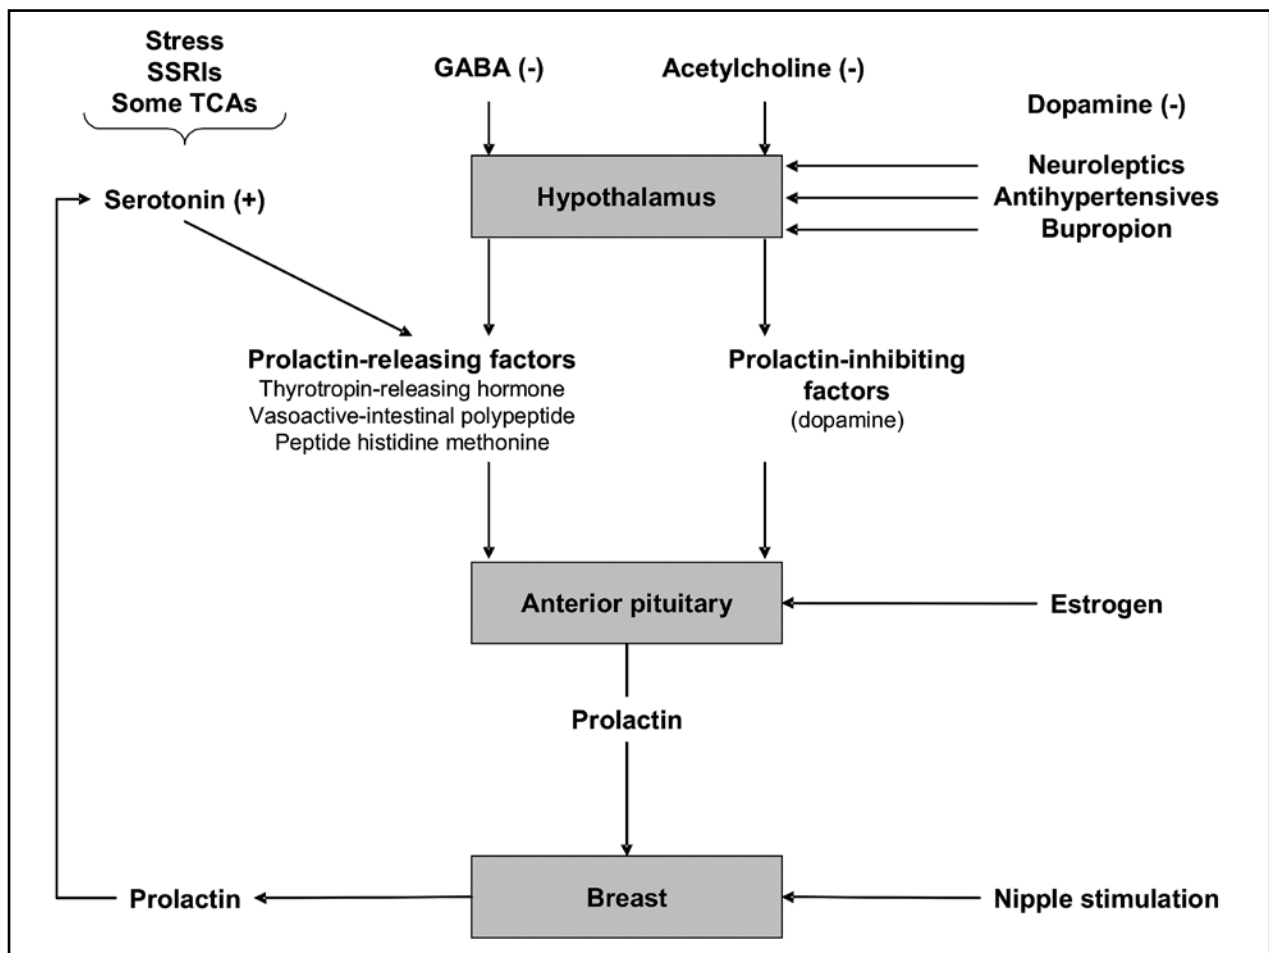 Stress
SSRIs
Some TCAs
GABA (-)
Acetylcholine (-)
Dopamine (-)
Neuroleptics
Antihypertensives
Bupropion
Hypothalamus
Serotonin (+)
Prolactin-releasing factors
Thyrotropin-releasing hormone
Vasoactive-intestinal polypeptide
Peptide histidine methonine
Prolactin-inhibiting
factors
(dopamine)
Anterior pituitary
Estrogen
Prolactin
Breast
Prolactin
Nipple stimulation